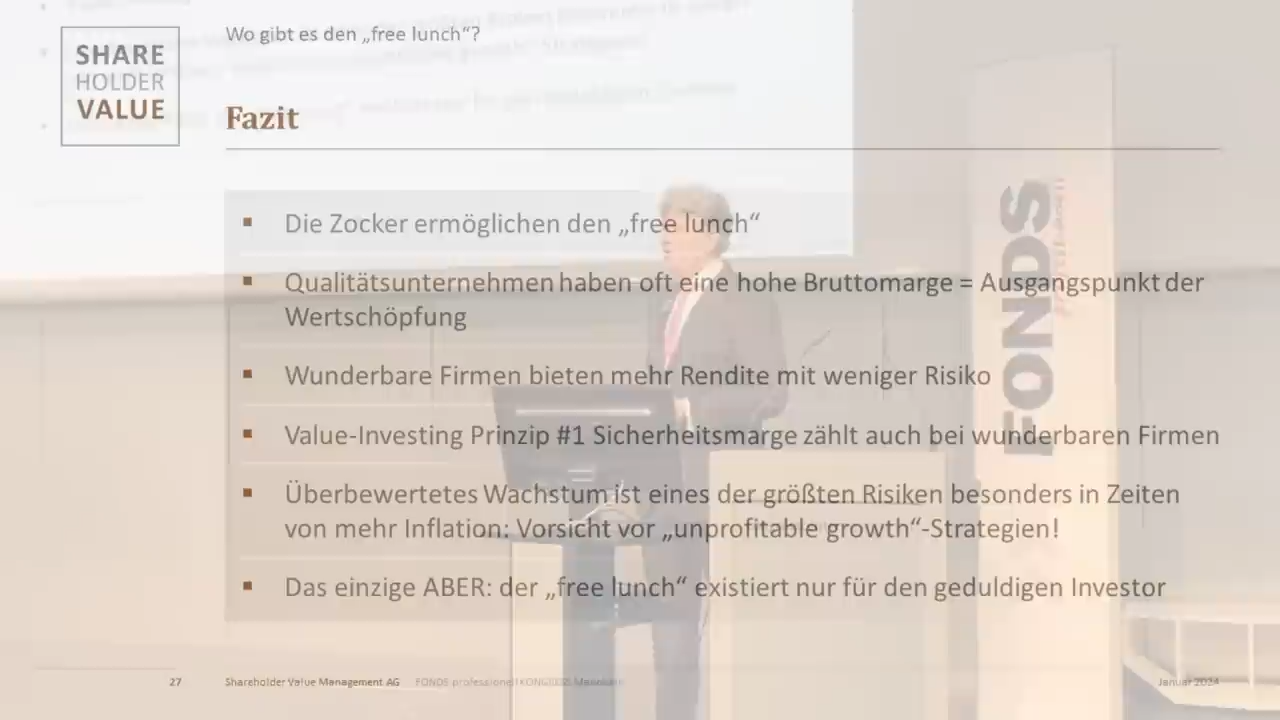 SHARE
HOLDER
VALUE
Wo gibt es den „free lunch“?
Fazit
Die Zocker ermöglichen den „free lunch“
Qualitätsunternehmen haben oft eine hohe Bruttomarge = Ausgangspunkt der
Wertschöpfung
Wunderbare Firmen bieten mehr Rendite mit weniger Risiko
Value-Investing Prinzip #1 Sicherheitsmarge zählt auch bei wunderbaren Firmen
Überbewertetes Wachstum ist eines der größten Risiken besonders in Zeiten
von mehr Inflation: Vorsicht vor „unprofitable growth“-Strategien!
Das einzige ABER: der „free lunch“ existiert nur für den geduldigen Investor
FONDS
27
Shareholder Value Management AG
FONDS professionell KONGRESS Mannheim
Januar 2024